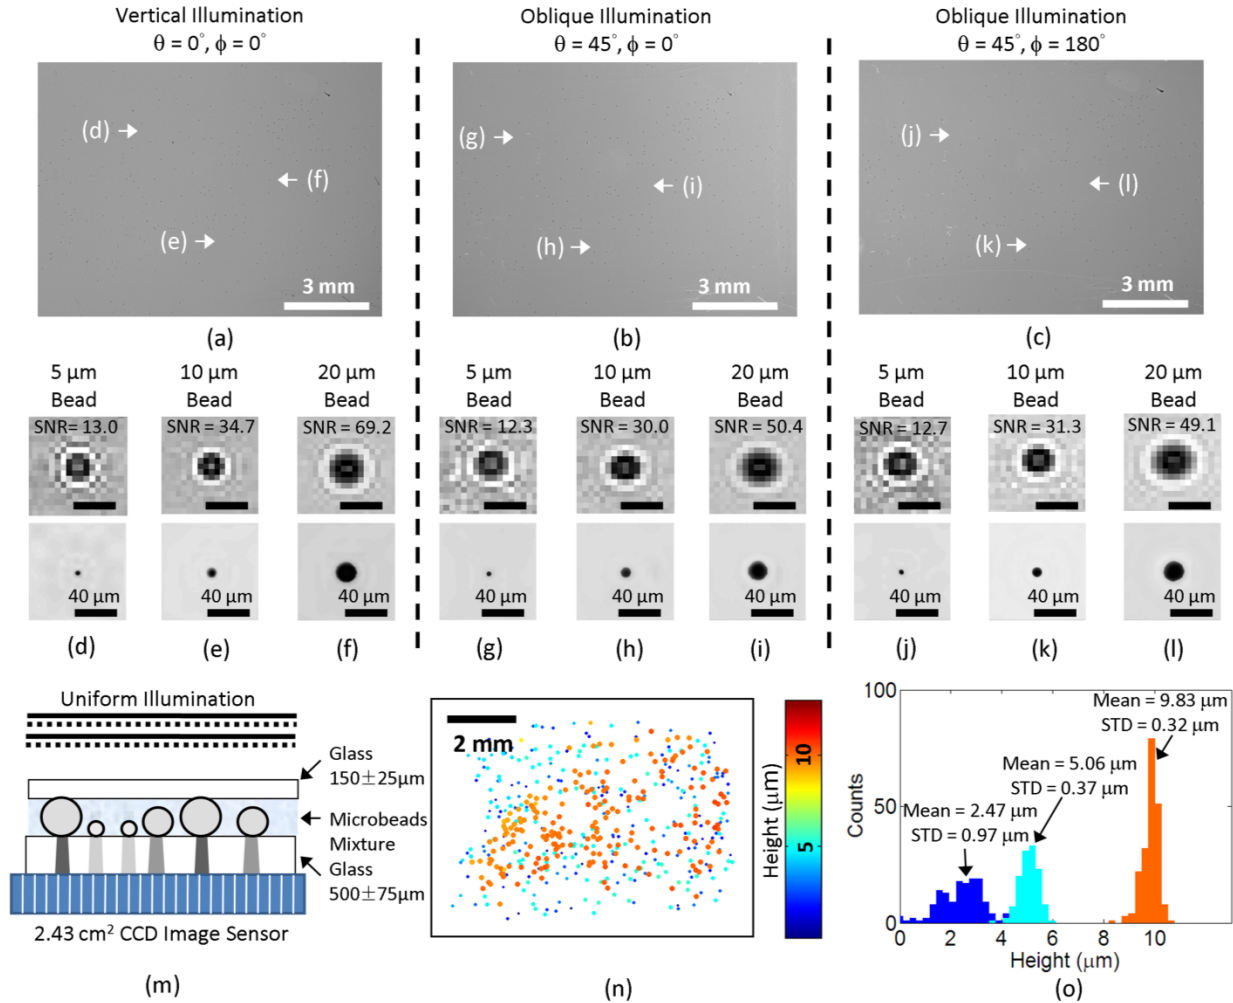 Vertical Illumination
θ = 0°, ϕ = 0°
Oblique Illumination
θ = 45°, ϕ = 0°
Oblique Illumination
θ = 45°, ϕ = 180°
(d)
(f)
(e)
3 mm
(a)
(g)
(i)
(h)
3 mm
(b)
(j)
(l)
(k)
3 mm
(c)
5 µm
Bead
10 µm
Bead
20 µm
Bead
5 µm
Bead
10 µm
Bead
20 µm
Bead
5 µm
Bead
10 µm
Bead
20 µm
Bead
SNR= 13.0
SNR = 34.7
SNR = 69.2
SNR = 12.3
SNR = 30.0
SNR = 50.4
SNR = 12.7
SNR = 31.3
SNR = 49.1
40 µm
40 µm
40 µm
40 µm
40 µm
40 µm
40 µm
40 µm
40 µm
(d)
(e)
(f)
(g)
(h)
(i)
(j)
(k)
(l)
Uniform Illumination
Glass
150±25µm
Microbeads
Mixture
Glass
500±75µm
2.43 cm² CCD Image Sensor
(m)
2 mm
Height (µm)
10
5
(n)
100
50
0
Counts
Mean = 9.83 µm
STD = 0.32 µm
Mean = 5.06 µm
STD = 0.37 µm
Mean = 2.47 µm
STD = 0.97 µm
0
2
4
6
8
10
Height (µm)
(o)